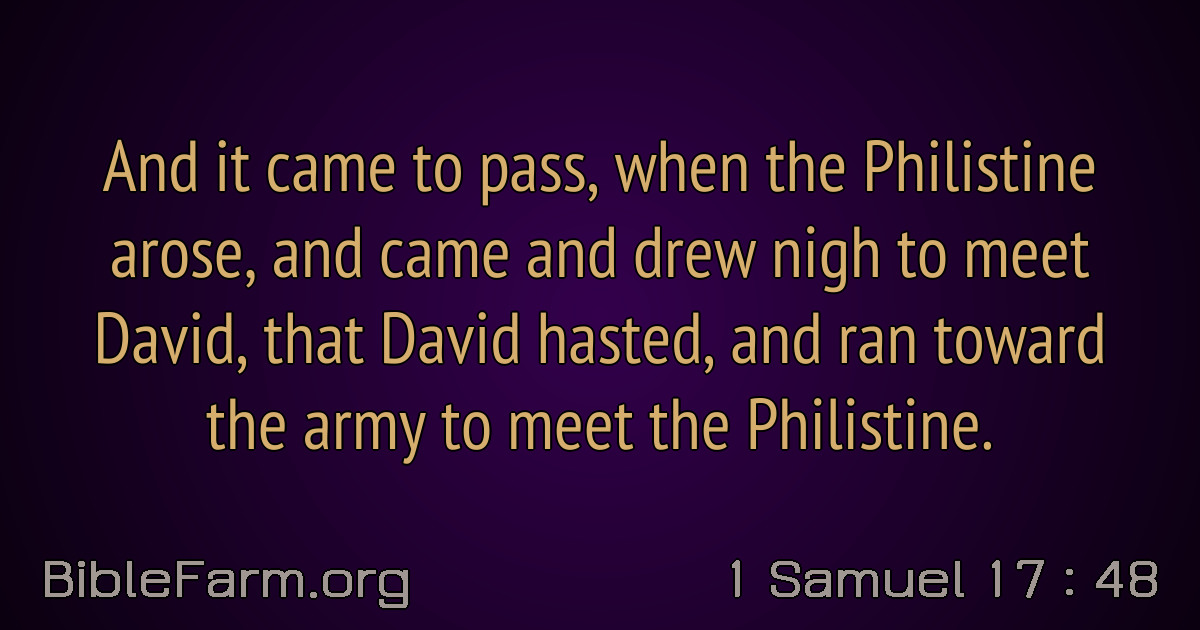 And it came to pass, when the Philistine
arose, and came and drew nigh to meet
David, that David hasted, and ran toward
the army to meet the Philistine.
BibleFarm.org
1 Samuel 17 : 48